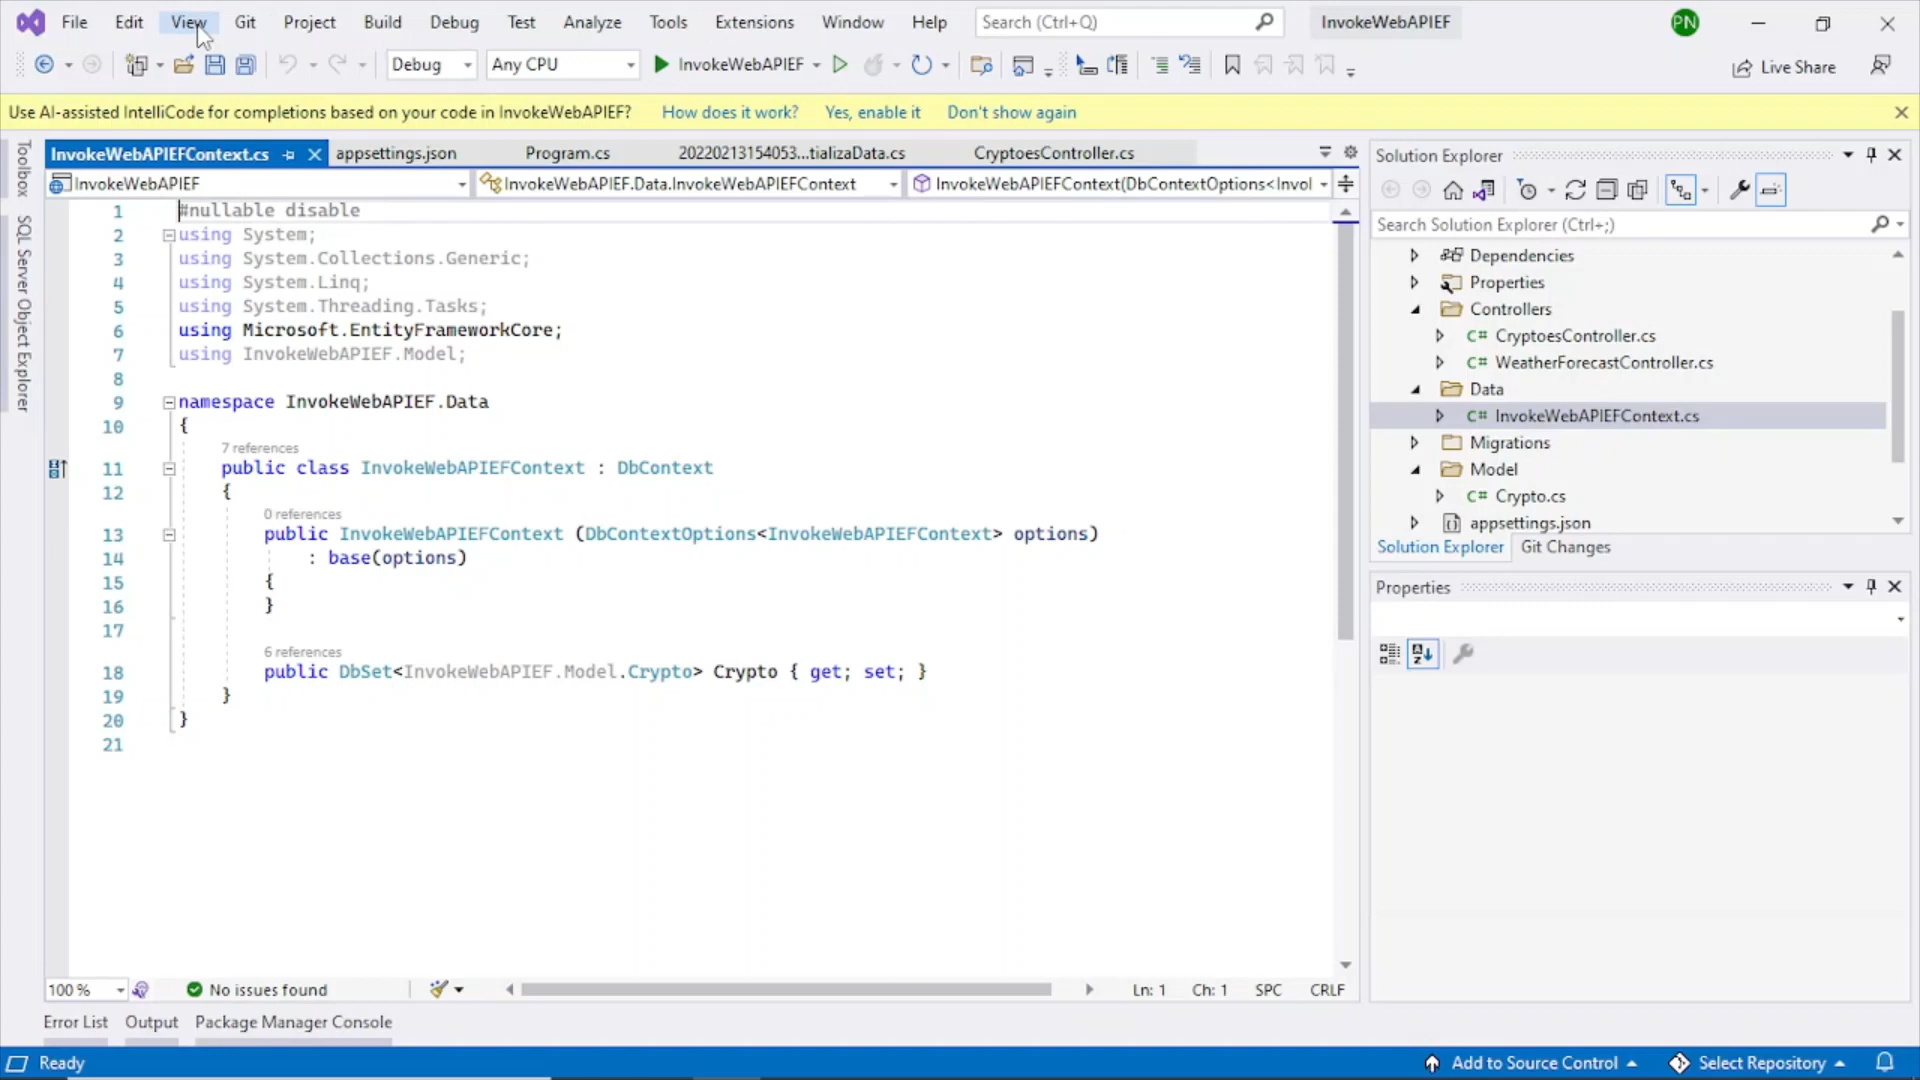 File Edit View Git Project Build Debug Test Analyze Tools Extensions Window Help Search (Ctrl+Q) InvokeWebAPIEF PN
Debug Any CPU InvokeWebAPIEF Live Share
Use AI-assisted IntelliCode for completions based on your code in InvokeWebAPIEF? How does it work? Yes, enable it Don't show again
Toolbox
SQL Server Object Explorer
InvokeWebAPIEFContext.cs appsettings.json Program.cs 20220213154053...tializaData.cs CryptoesController.cs
InvokeWebAPIEF InvokeWebAPIEF.Data.InvokeWebAPIEFContext InvokeWebAPIEFContext(DbContextOptions<Invol
1 #nullable disable
2 using System;
3 using System.Collections.Generic;
4 using System.Linq;
5 using System.Threading.Tasks;
6 using Microsoft.EntityFrameworkCore;
7 using InvokeWebAPIEF.Model;
8
9 namespace InvokeWebAPIEF.Data
10 {
7 references
11 public class InvokeWebAPIEFContext : DbContext
12 {
0 references
13 public InvokeWebAPIEFContext (DbContextOptions<InvokeWebAPIEFContext> options)
14 : base(options)
15 {
16 }
17
6 references
18 public DbSet<InvokeWebAPIEF.Model.Crypto> Crypto { get; set; }
19 }
20 }
21
100 % No issues found Ln: 1 Ch: 1 SPC CRLF
Error List Output Package Manager Console
Solution Explorer
Search Solution Explorer (Ctrl+;)
Dependencies
Properties
Controllers
C# CryptoesController.cs
C# WeatherForecastController.cs
Data
C# InvokeWebAPIEFContext.cs
Migrations
Model
C# Crypto.cs
appsettings.json
Solution Explorer Git Changes
Properties
Ready Add to Source Control Select Repository